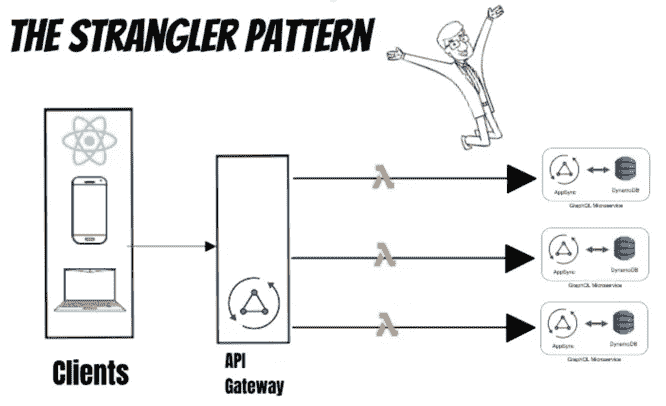 THE STRANGLER PATTERN
Clients
API
Gateway
AppSync
DynamoDB
GraphQL Microservice
AppSync
DynamoDB
GraphQL Microservice
AppSync
DynamoDB
GraphQL Microservice